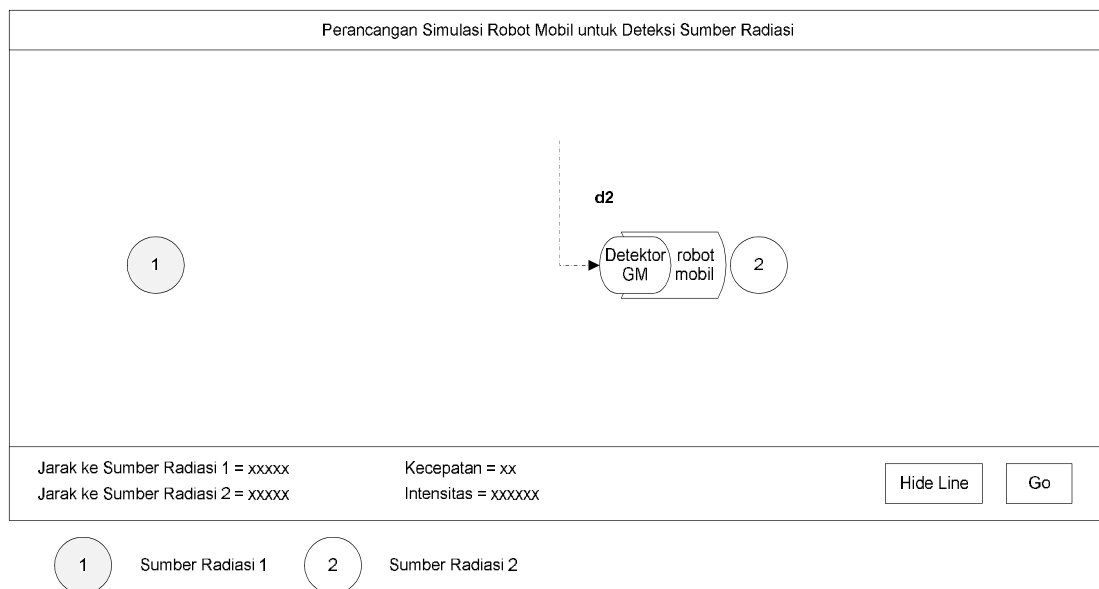 Perancangan Simulasi Robot Mobil untuk Deteksi Sumber Radiasi
d2
1
Detektor
GM
robot
mobil
2
Jarak ke Sumber Radiasi 1 = xxxxx
Kecepatan = xx
Jarak ke Sumber Radiasi 2 = xxxxx
Intensitas = xxxxxx
Hide Line
Go
1
Sumber Radiasi 1
2
Sumber Radiasi 2